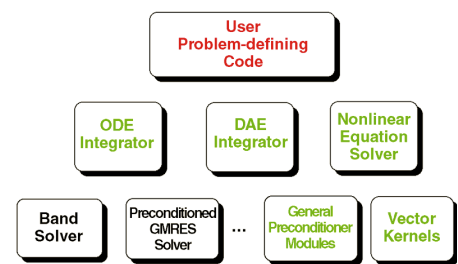 User
Problem-defining
Code
ODE
Integrator
DAE
Integrator
Nonlinear
Equation
Solver
Band
Solver
Preconditioned
GMRES
Solver
...
General
Preconditioner
Modules
Vector
Kernels